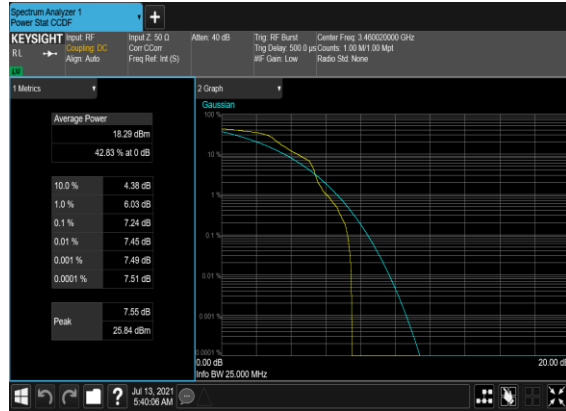 Spectrum Analyzer 1
Power Stat CCDF
+
KEYSIGHT
RL
Input: RF
Coupling: DC
Align: Auto
Input Z: 50 Ω
Corr CCorr
Freq Ref: Int (S)
Atten: 40 dB
Trig: RF Burst
Trig Delay: 500.0 µs
#IF Gain: Low
Center Freq: 3.460020000 GHz
Counts: 1.00 M/1.00 Mpt
Radio Std: None
1 Metrics
Average Power
18.29 dBm
42.83 % at 0 dB
10.0 % 4.38 dB
1.0 % 6.03 dB
0.1 % 7.24 dB
0.01 % 7.45 dB
0.001 % 7.49 dB
0.0001 % 7.51 dB
Peak
7.55 dB
25.84 dBm
2 Graph
Gaussian
100 %
10 %
1 %
0.1 %
0.01 %
0.001 %
0.0001 %
0.00 dB
20.00 dB
Info BW 25.000 MHz
?
Jul 13, 2021
5:40:06 AM